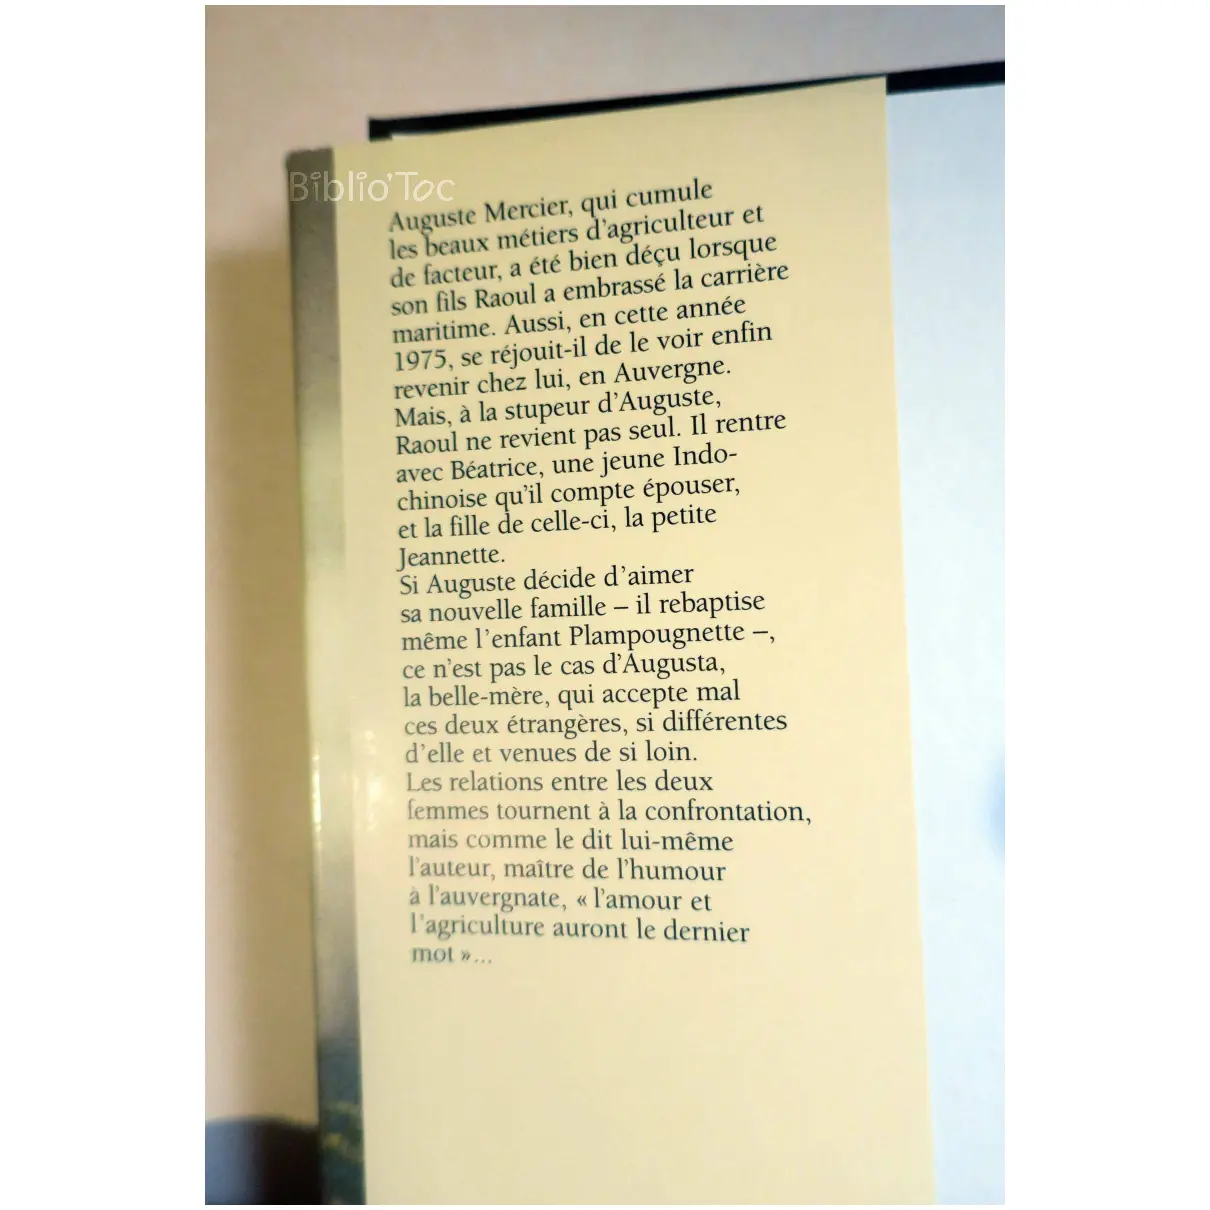 Biblio'Toc
Auguste Mercier, qui cumule
les beaux métiers d'agriculteur et
de facteur, a été bien déçu lorsque
son fils Raoul a embrassé la carrière
maritime. Aussi, en cette année
1975, se réjouit-il de le voir enfin
revenir chez lui, en Auvergne.
Mais, à la stupeur d'Auguste,
Raoul ne revient pas seul. Il rentre
avec Béatrice, une jeune Indo-
chinoise qu'il compte épouser,
et la fille de celle-ci, la petite
Jeannette.
Si Auguste décide d'aimer
sa nouvelle famille – il rebaptise
même l'enfant Plampougnette –,
ce n'est pas le cas d'Augusta,
la belle-mère, qui accepte mal
ces deux étrangères, si différentes
d'elle et venues de si loin.
Les relations entre les deux
femmes tournent à la confrontation,
mais comme le dit lui-même
l'auteur, maître de l'humour
à l'auvergnate, « l'amour et
l'agriculture auront le dernier
mot »...